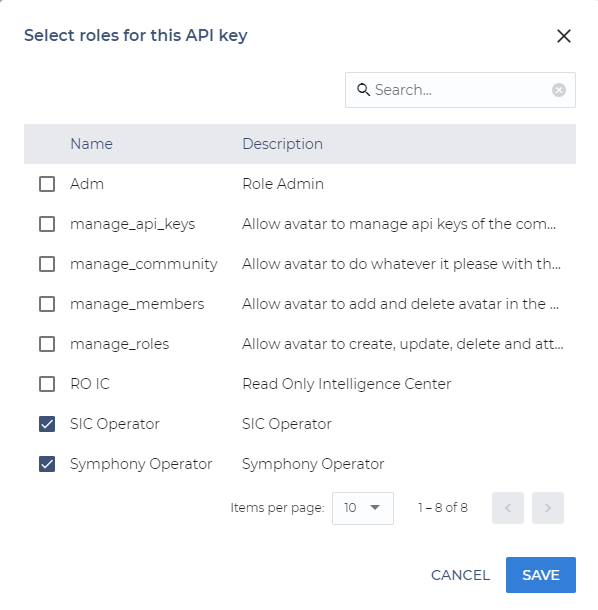 Select roles for this API key
Search...
Name Description
Adm Role Admin
manage_api_keys Allow avatar to manage api keys of the com...
manage_community Allow avatar to do whatever it please with th...
manage_members Allow avatar to add and delete avatar in the ...
manage_roles Allow avatar to create, update, delete and att...
RO IC Read Only Intelligence Center
SIC Operator SIC Operator
Symphony Operator Symphony Operator
Items per page: 10 1 – 8 of 8
CANCEL SAVE